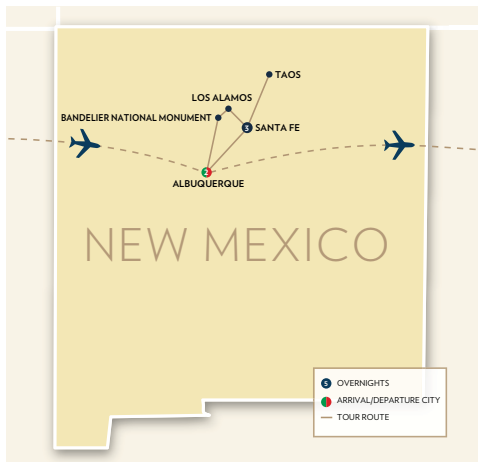 TAOS
LOS ALAMOS
BANDELIER NATIONAL MONUMENT
SANTA FE
2
ALBUQUERQUE
NEW MEXICO
5 OVERNIGHTS
ARRIVAL/DEPARTURE CITY
TOUR ROUTE